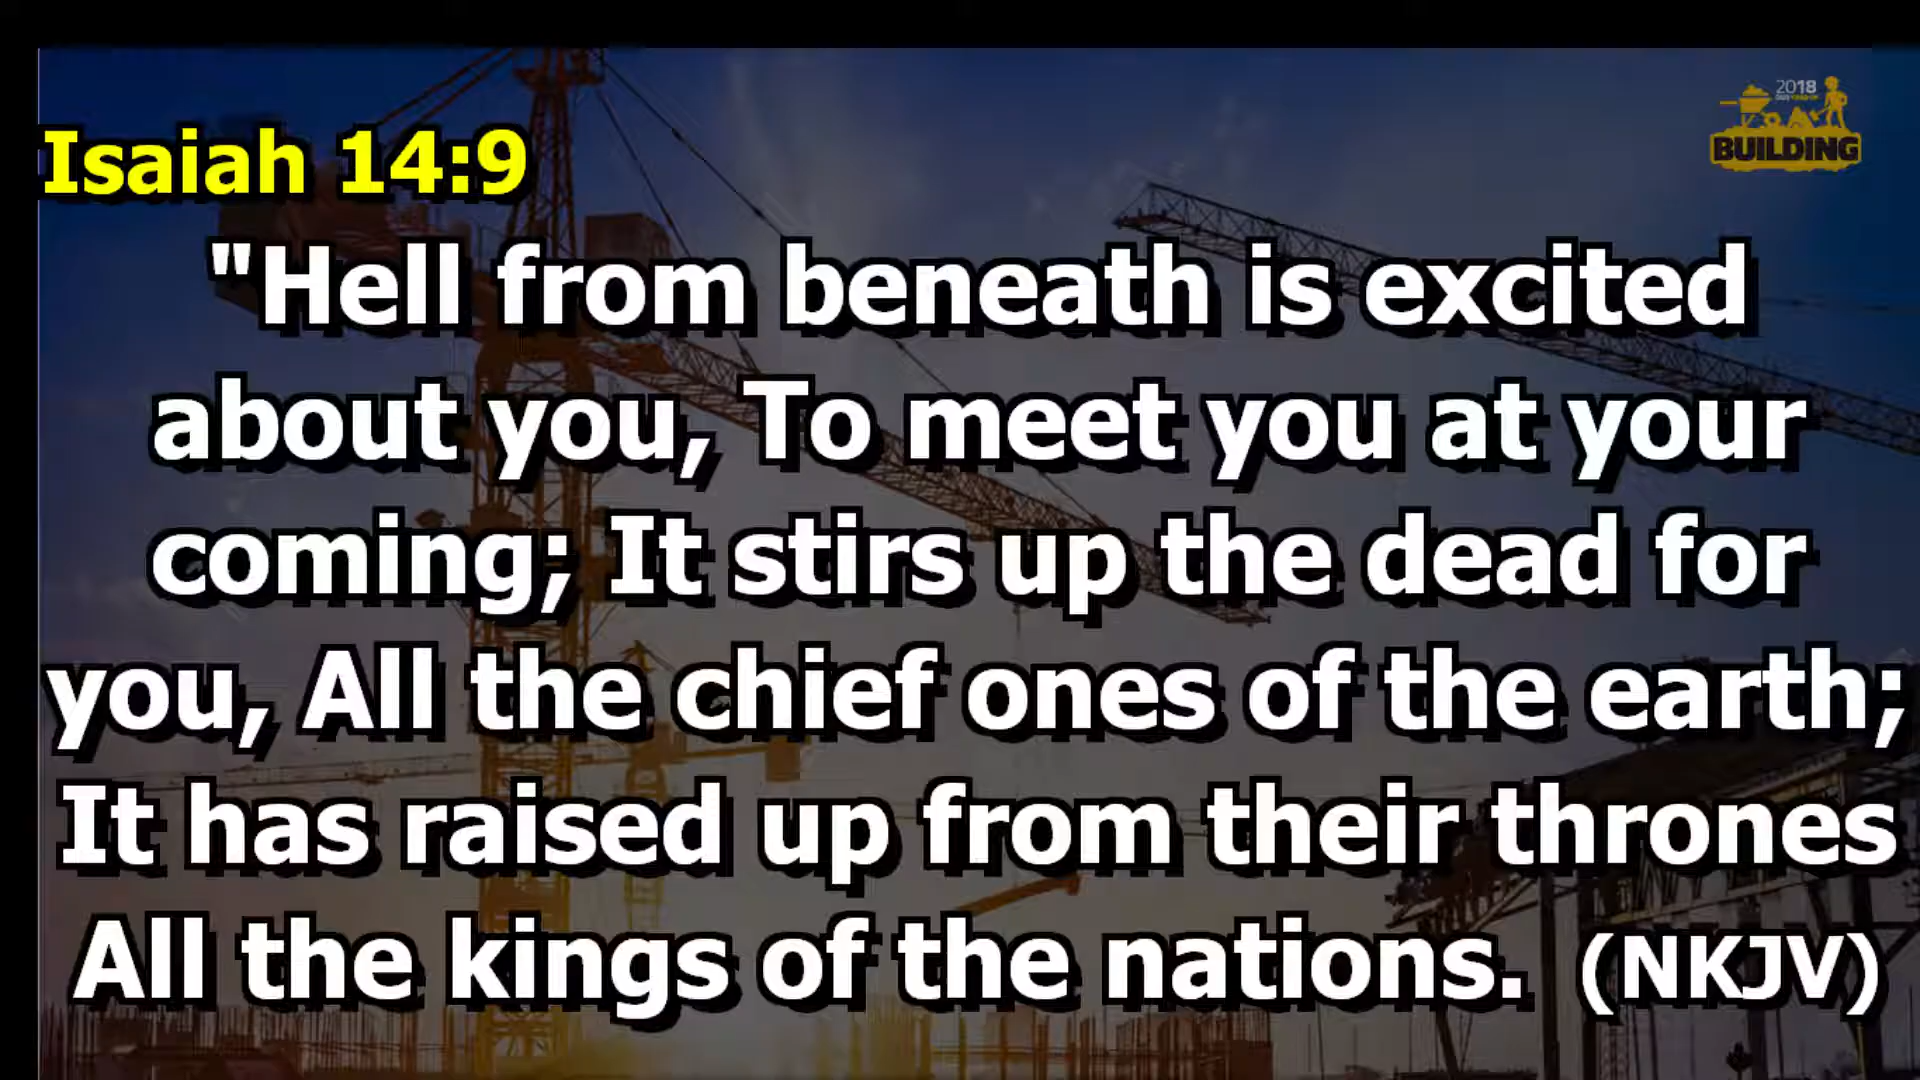 2018
BUILDING
Isaiah 14:9
"Hell from beneath is excited
about you, To meet you at your
coming; It stirs up the dead for
you, All the chief ones of the earth;
It has raised up from their thrones
All the kings of the nations. (NKJV)